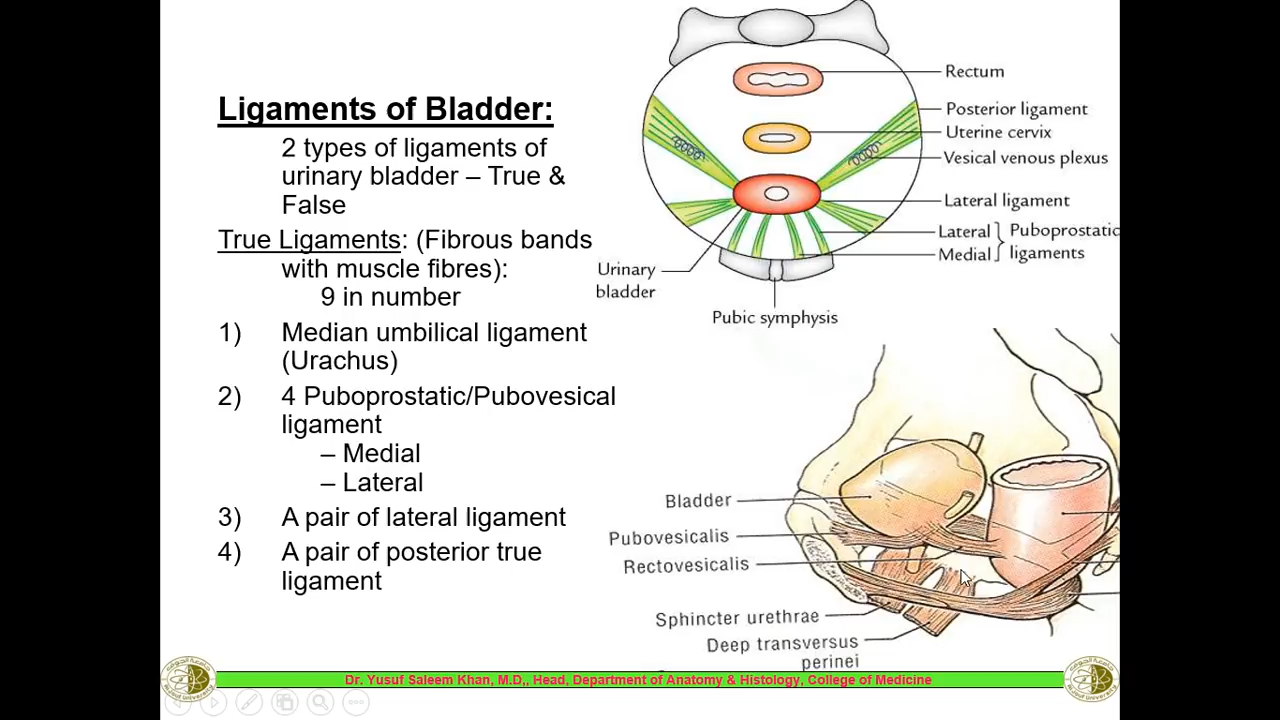 Ligaments of Bladder:
2 types of ligaments of
urinary bladder – True &
False
True Ligaments: (Fibrous bands
with muscle fibres):
9 in number
1) Median umbilical ligament
(Urachus)
2) 4 Puboprostatic/Pubovesical
ligament
– Medial
– Lateral
3) A pair of lateral ligament
4) A pair of posterior true
ligament
Rectum
Posterior ligament
Uterine cervix
Vesical venous plexus
Lateral ligament
Lateral
Medial
Puboprostatic
ligaments
Urinary
bladder
Pubic symphysis
Bladder
Pubovesicalis
Rectovesicalis
Sphincter urethrae
Deep transversus
perinei
Dr. Yusuf Saleem Khan, M.D,, Head, Department of Anatomy & Histology, College of Medicine